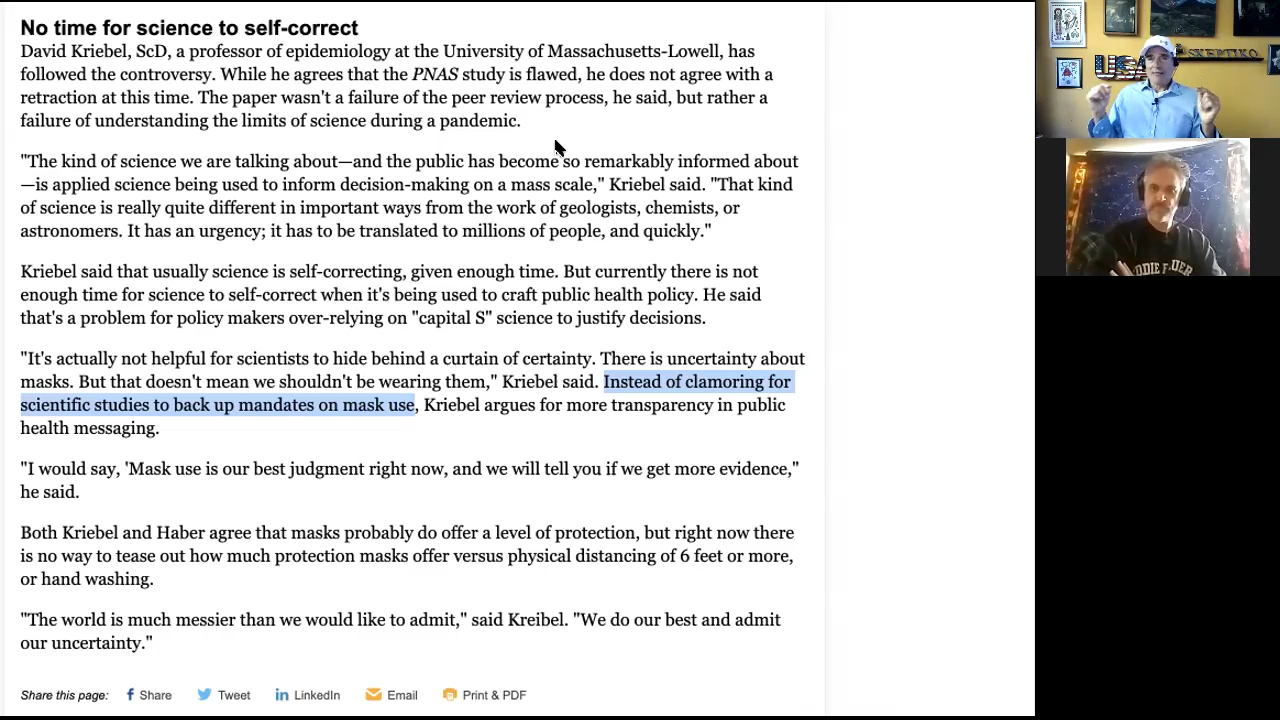 No time for science to self-correct
David Kriebel, ScD, a professor of epidemiology at the University of Massachusetts-Lowell, has
followed the controversy. While he agrees that the PNAS study is flawed, he does not agree with a
retraction at this time. The paper wasn't a failure of the peer review process, he said, but rather a
failure of understanding the limits of science during a pandemic.
"The kind of science we are talking about—and the public has become so remarkably informed about
—is applied science being used to inform decision-making on a mass scale," Kriebel said. "That kind
of science is really quite different in important ways from the work of geologists, chemists, or
astronomers. It has an urgency; it has to be translated to millions of people, and quickly."
Kriebel said that usually science is self-correcting, given enough time. But currently there is not
enough time for science to self-correct when it's being used to craft public health policy. He said
that's a problem for policy makers over-relying on "capital S" science to justify decisions.
"It's actually not helpful for scientists to hide behind a curtain of certainty. There is uncertainty about
masks. But that doesn't mean we shouldn't be wearing them," Kriebel said. Instead of clamoring for
scientific studies to back up mandates on mask use, Kriebel argues for more transparency in public
health messaging.
"I would say, 'Mask use is our best judgment right now, and we will tell you if we get more evidence,"
he said.
Both Kriebel and Haber agree that masks probably do offer a level of protection, but right now there
is no way to tease out how much protection masks offer versus physical distancing of 6 feet or more,
or hand washing.
"The world is much messier than we would like to admit," said Kreibel. "We do our best and admit
our uncertainty."
Share this page: Share Tweet LinkedIn Email Print & PDF
USA
SKEPTIKO